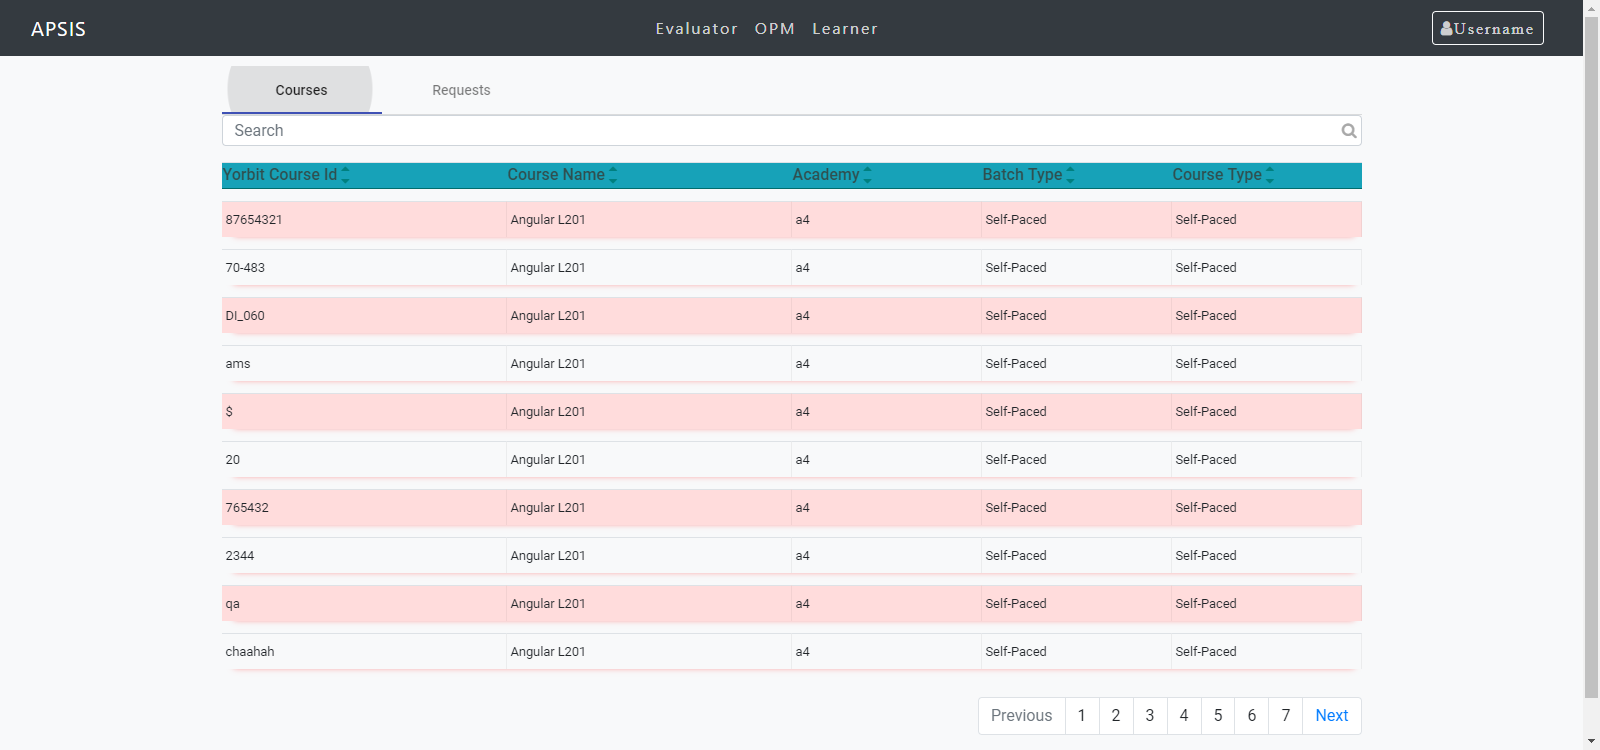 APSIS Evaluator OPM Learner Username
Courses Requests
Search
Yorbit Course Id Course Name Academy Batch Type Course Type
87654321 Angular L201 a4 Self-Paced Self-Paced
70-483 Angular L201 a4 Self-Paced Self-Paced
DI_060 Angular L201 a4 Self-Paced Self-Paced
ams Angular L201 a4 Self-Paced Self-Paced
$ Angular L201 a4 Self-Paced Self-Paced
20 Angular L201 a4 Self-Paced Self-Paced
765432 Angular L201 a4 Self-Paced Self-Paced
2344 Angular L201 a4 Self-Paced Self-Paced
qa Angular L201 a4 Self-Paced Self-Paced
chaahah Angular L201 a4 Self-Paced Self-Paced
Previous 1 2 3 4 5 6 7 Next